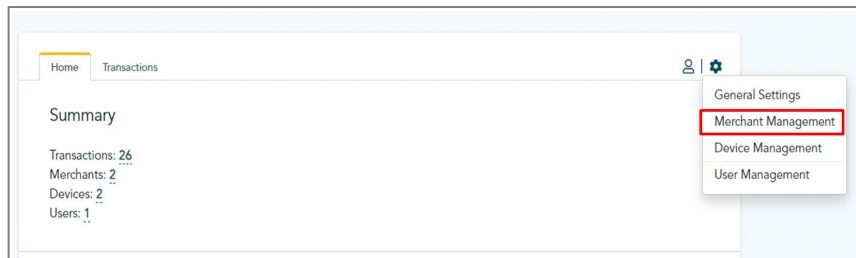 Home
Transactions
General Settings
Merchant Management
Device Management
User Management
Summary
Transactions: 26
Merchants: 2
Devices: 2
Users: 1